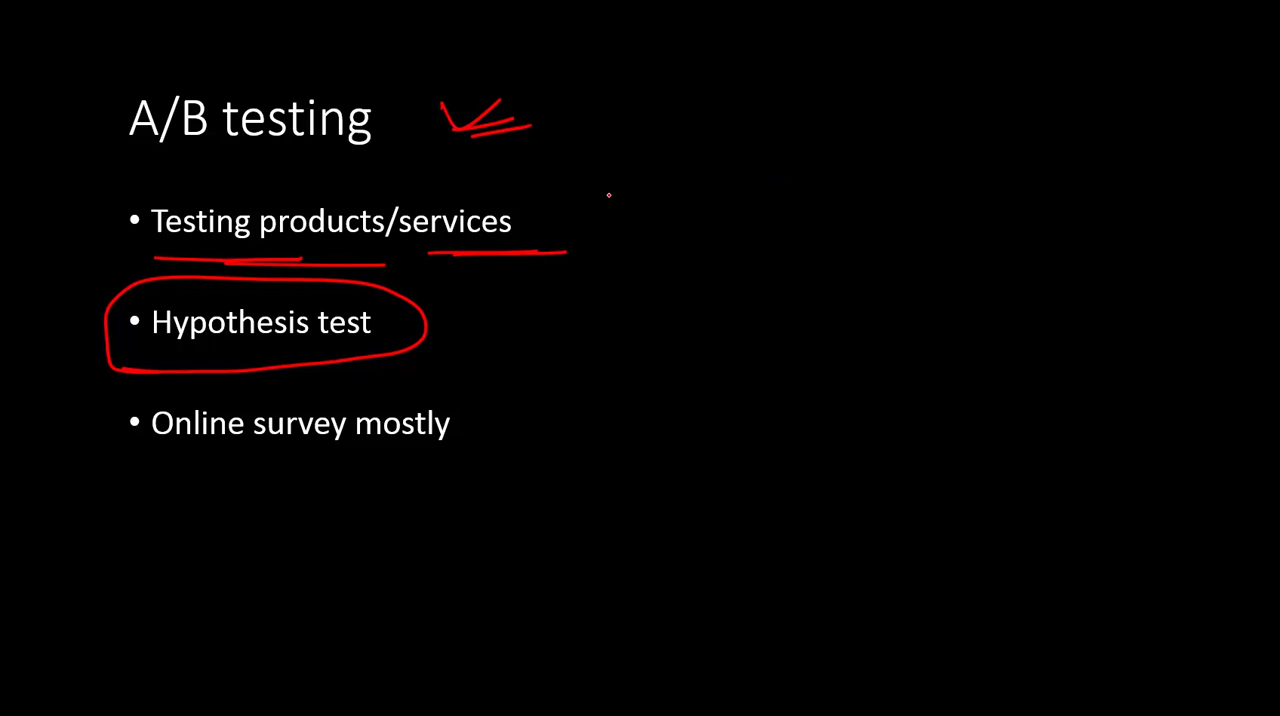 A/B testing
• Testing products/services
• Hypothesis test
• Online survey mostly